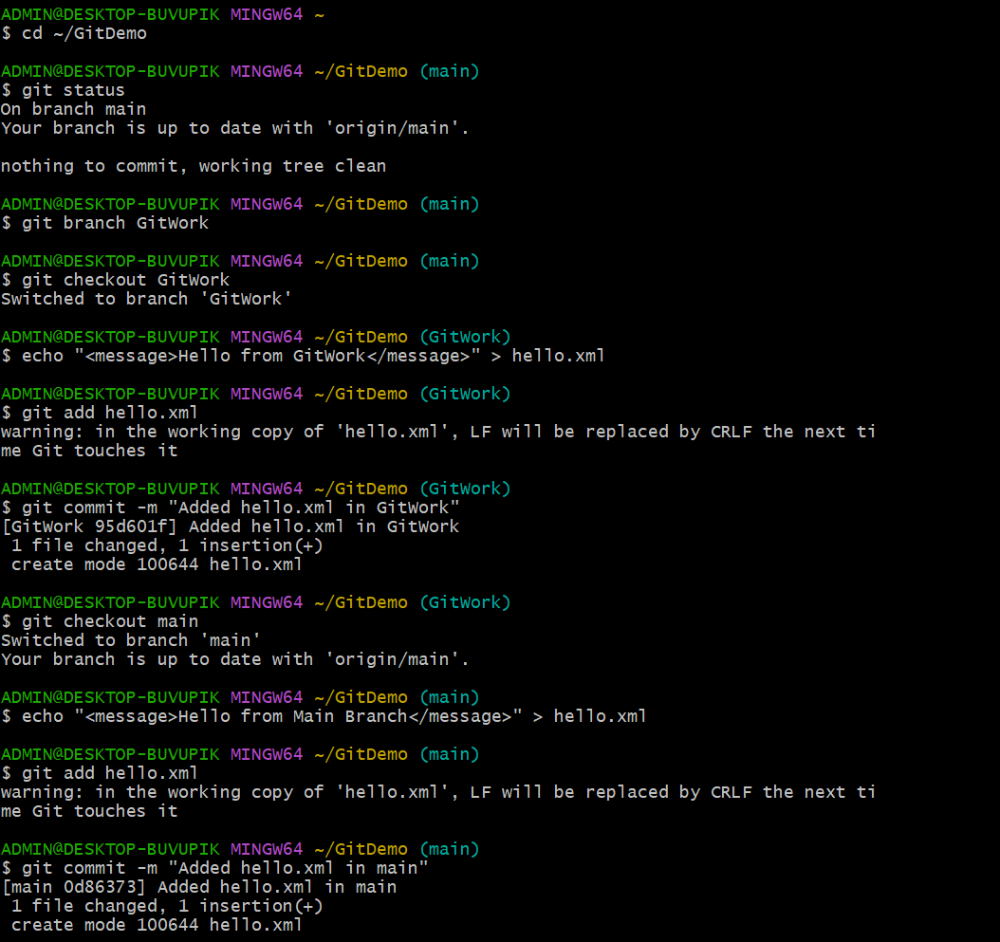 ADMIN@DESKTOP-BUVUPIK MINGW64 ~
$ cd ~/GitDemo
ADMIN@DESKTOP-BUVUPIK MINGW64 ~/GitDemo (main)
$ git status
On branch main
Your branch is up to date with 'origin/main'.
nothing to commit, working tree clean
ADMIN@DESKTOP-BUVUPIK MINGW64 ~/GitDemo (main)
$ git branch GitWork
ADMIN@DESKTOP-BUVUPIK MINGW64 ~/GitDemo (main)
$ git checkout GitWork
Switched to branch 'GitWork'
ADMIN@DESKTOP-BUVUPIK MINGW64 ~/GitDemo (GitWork)
$ echo "<message>Hello from GitWork</message>" > hello.xml
ADMIN@DESKTOP-BUVUPIK MINGW64 ~/GitDemo (GitWork)
$ git add hello.xml
warning: in the working copy of 'hello.xml', LF will be replaced by CRLF the next ti
me Git touches it
ADMIN@DESKTOP-BUVUPIK MINGW64 ~/GitDemo (GitWork)
$ git commit -m "Added hello.xml in GitWork"
[GitWork 95d601f] Added hello.xml in GitWork
 1 file changed, 1 insertion(+)
 create mode 100644 hello.xml
ADMIN@DESKTOP-BUVUPIK MINGW64 ~/GitDemo (GitWork)
$ git checkout main
Switched to branch 'main'
Your branch is up to date with 'origin/main'.
ADMIN@DESKTOP-BUVUPIK MINGW64 ~/GitDemo (main)
$ echo "<message>Hello from Main Branch</message>" > hello.xml
ADMIN@DESKTOP-BUVUPIK MINGW64 ~/GitDemo (main)
$ git add hello.xml
warning: in the working copy of 'hello.xml', LF will be replaced by CRLF the next ti
me Git touches it
ADMIN@DESKTOP-BUVUPIK MINGW64 ~/GitDemo (main)
$ git commit -m "Added hello.xml in main"
[main 0d86373] Added hello.xml in main
 1 file changed, 1 insertion(+)
 create mode 100644 hello.xml